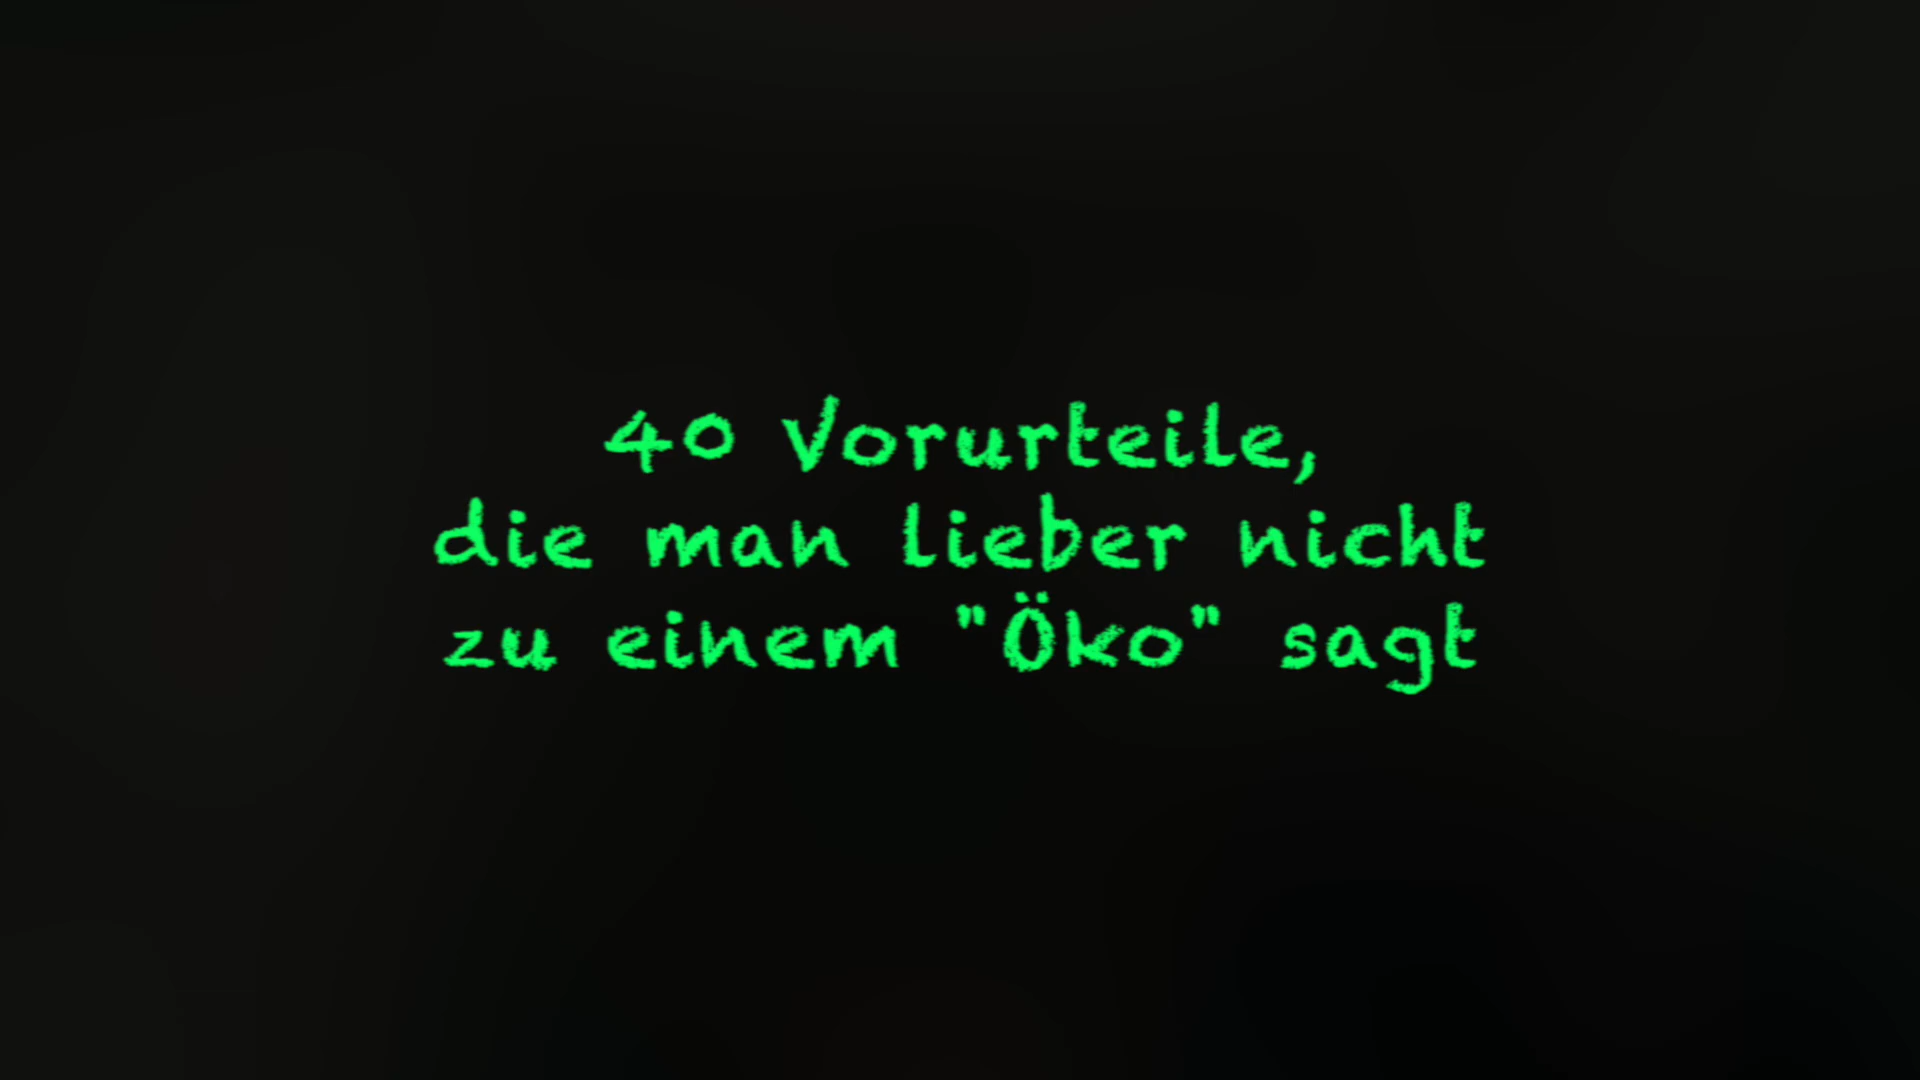 40 Vorurteile,
die man lieber nicht
zu einem "Öko" sagt